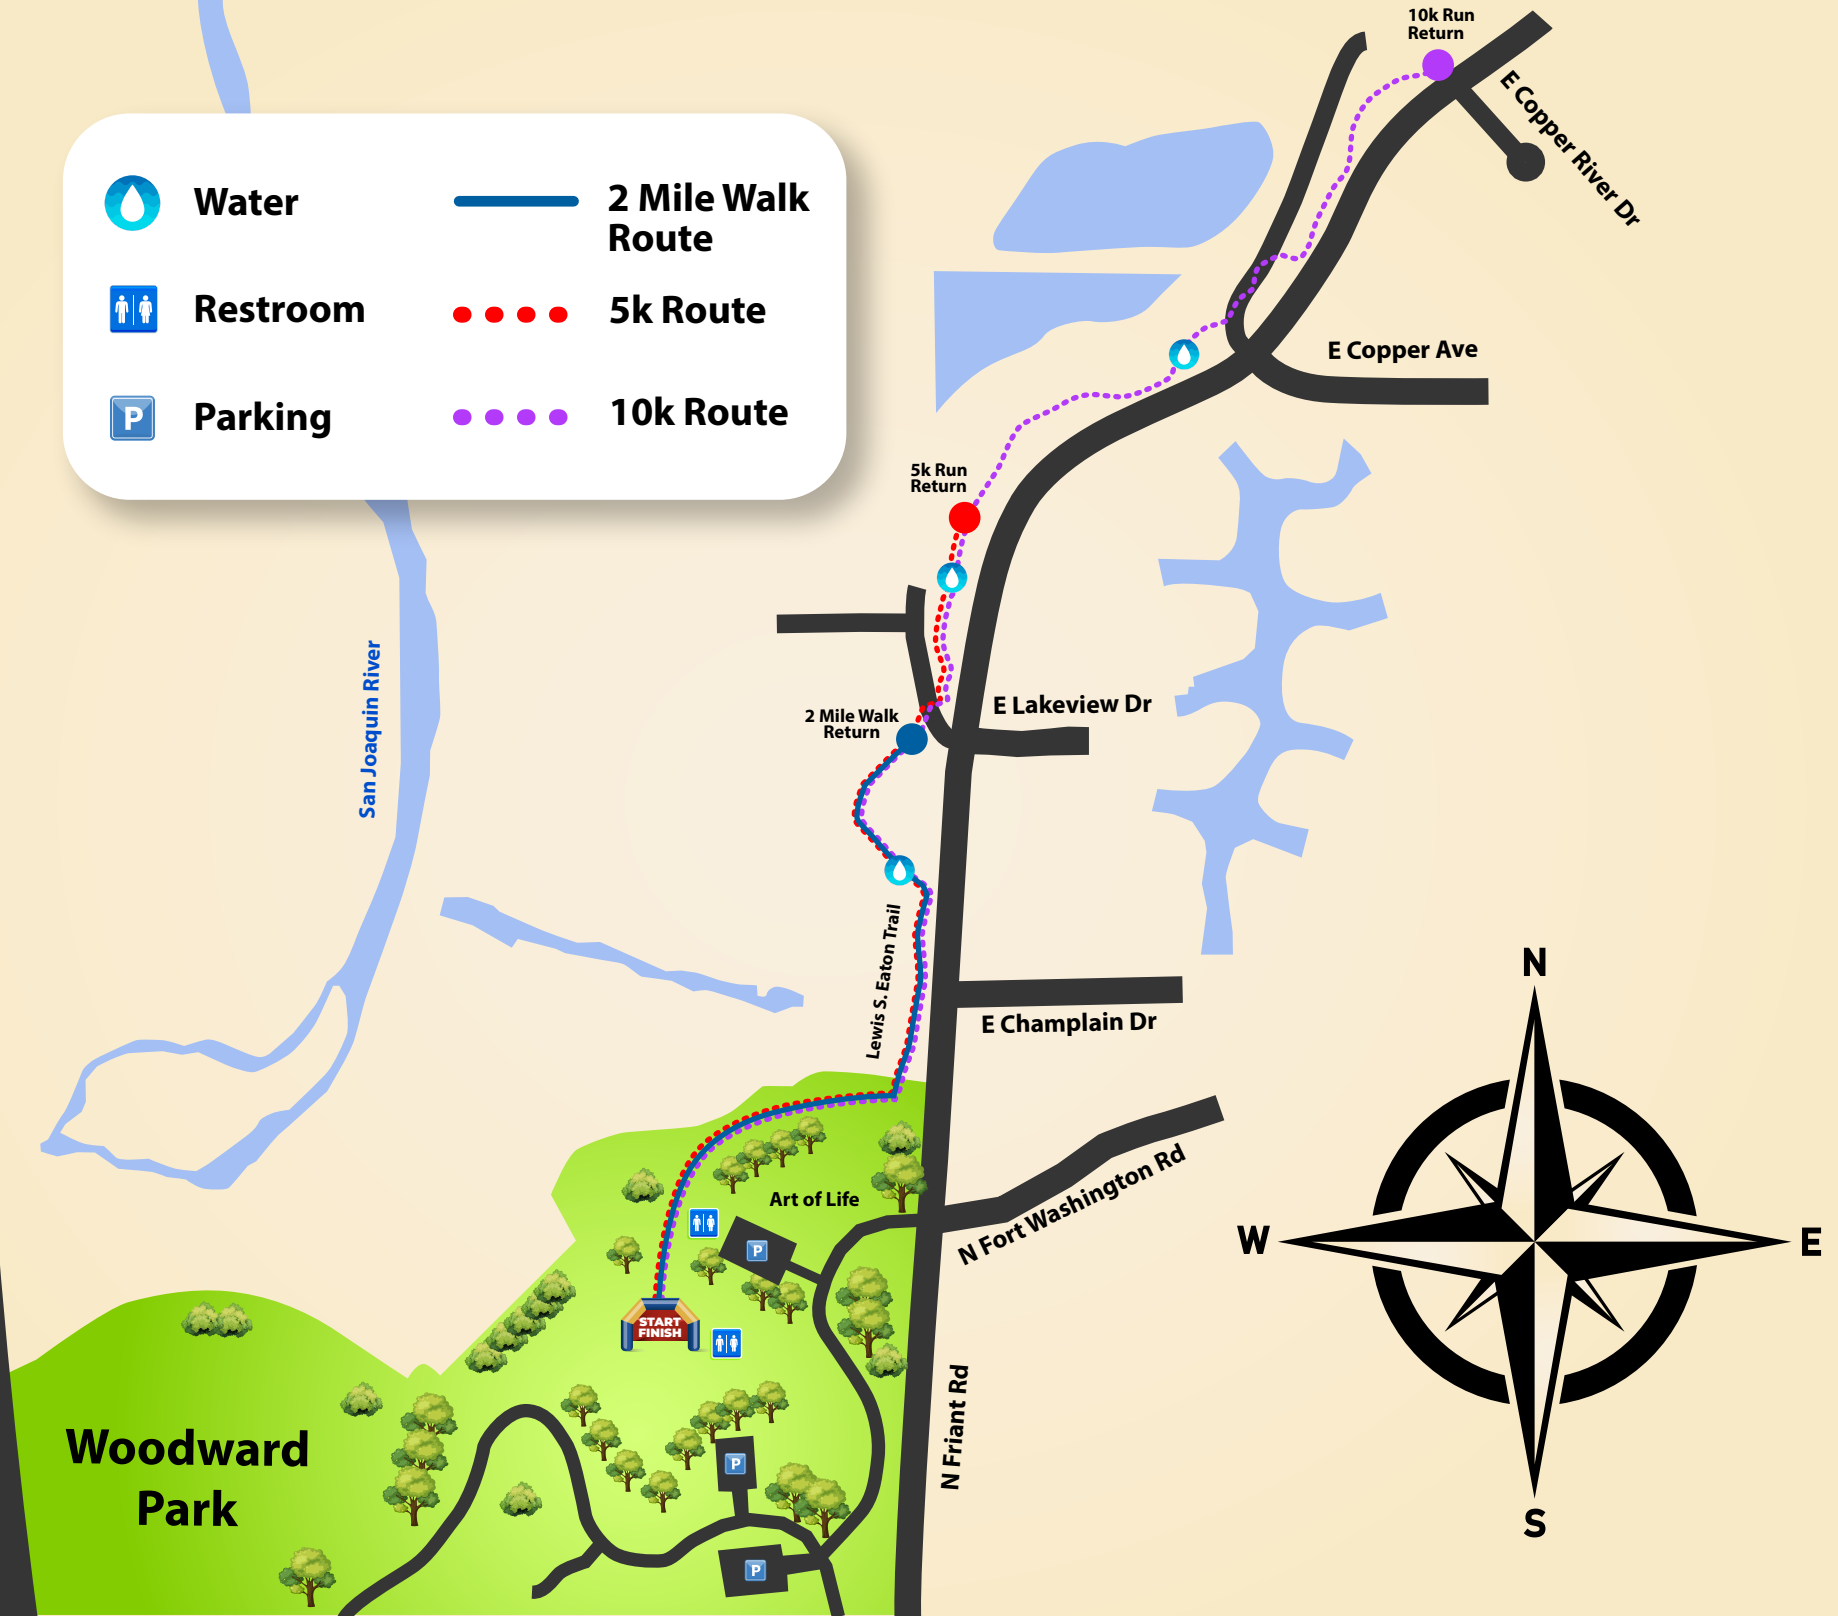 10k Run
Return
E Copper River Dr
Water
2 Mile Walk
Route
Restroom
5k Route
P
Parking
10k Route
E Copper Ave
5k Run
Return
San Joaquin River
E Lakeview Dr
2 Mile Walk
Return
Lewis S. Eaton Trail
E Champlain Dr
N
W
E
S
N Fort Washington Rd
Art of Life
P
START
FINISH
N Friant Rd
Woodward
Park
P
P